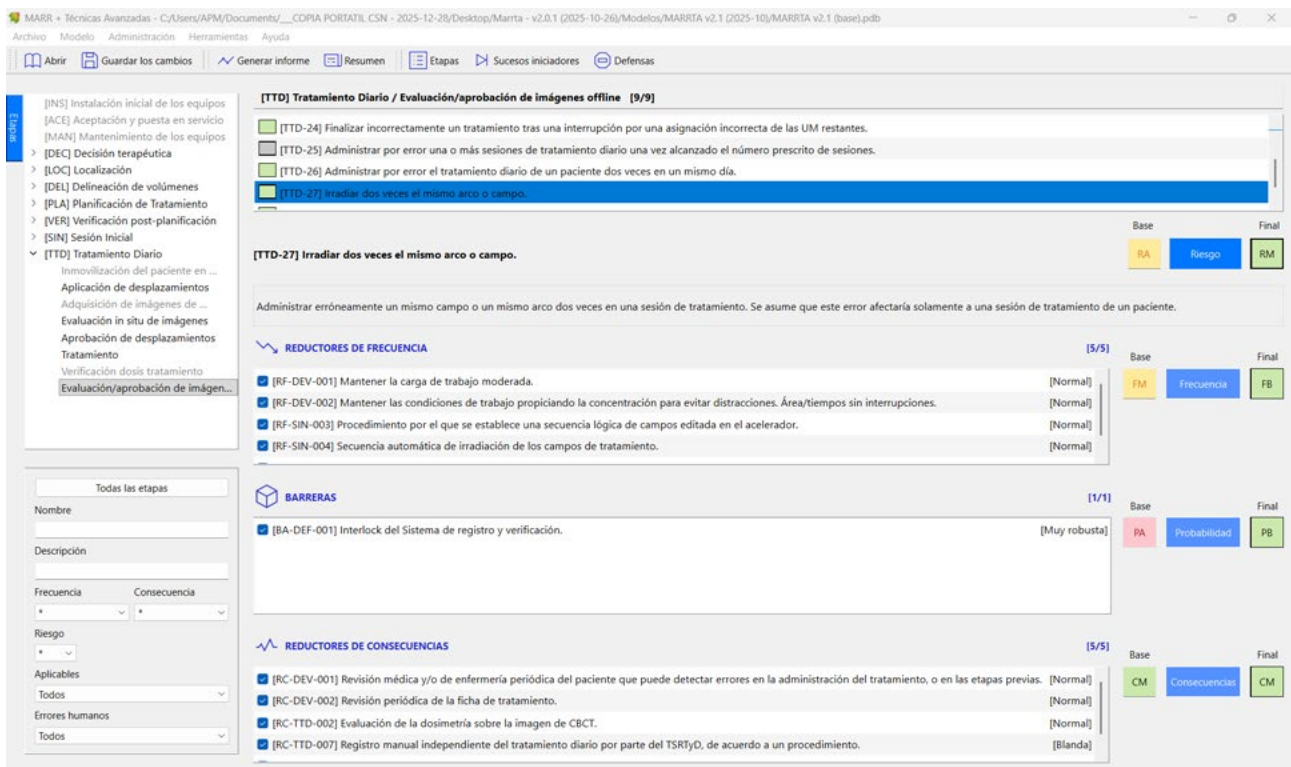 MARR + Técnicas Avanzadas - C:/Users/APM/Documents/__COPIA PORTATIL CSN - 2025-12-28/Desktop/Marrta - v2.0.1 (2025-10-26)/Modelos/MARRTA v2.1 (2025-10)/MARRTA v2.1 (base).pdb
Archivo Modelo Administración Herramientas Ayuda
Abrir Guardar los cambios Generar informe Resumen Etapas Sucesos iniciadores Defensas
Etapas
[INS] Instalación inicial de los equipos
[ACE] Aceptación y puesta en servicio
[MAN] Mantenimiento de los equipos
[DEC] Decisión terapéutica
[LOC] Localización
[DEL] Delineación de volúmenes
[PLA] Planificación de Tratamiento
[VER] Verificación post-planificación
[SIN] Sesión Inicial
[TTD] Tratamiento Diario
Inmovilización del paciente en ...
Aplicación de desplazamientos
Adquisición de imágenes de ...
Evaluación in situ de imágenes
Aprobación de desplazamientos
Tratamiento
Verificación dosis tratamiento
Evaluación/aprobación de imágen...
Todas las etapas
Nombre
Descripción
Frecuencia Consecuencia
* *
Riesgo
*
Aplicables
Todos
Errores humanos
Todos
[TTD] Tratamiento Diario / Evaluación/aprobación de imágenes offline [9/9]
[TTD-24] Finalizar incorrectamente un tratamiento tras una interrupción por una asignación incorrecta de las UM restantes.
[TTD-25] Administrar por error una o más sesiones de tratamiento diario una vez alcanzado el número prescrito de sesiones.
[TTD-26] Administrar por error el tratamiento diario de un paciente dos veces en un mismo día.
[TTD-27] Irradiar dos veces el mismo arco o campo.
Base Final
[TTD-27] Irradiar dos veces el mismo arco o campo. RA Riesgo RM
Administrar erróneamente un mismo campo o un mismo arco dos veces en una sesión de tratamiento. Se asume que este error afectaría solamente a una sesión de tratamiento de un paciente.
REDUCTORES DE FRECUENCIA [5/5]
Base Final
[RF-DEV-001] Mantener la carga de trabajo moderada. [Normal]
FM Frecuencia FB
[RF-DEV-002] Mantener las condiciones de trabajo propiciando la concentración para evitar distracciones. Área/tiempos sin interrupciones. [Normal]
[RF-SIN-003] Procedimiento por el que se establece una secuencia lógica de campos editada en el acelerador. [Normal]
[RF-SIN-004] Secuencia automática de irradiación de los campos de tratamiento. [Normal]
BARRERAS [1/1]
Base Final
[BA-DEF-001] Interlock del Sistema de registro y verificación. [Muy robusta]
PA Probabilidad PB
REDUCTORES DE CONSECUENCIAS [5/5]
Base Final
[RC-DEV-001] Revisión médica y/o de enfermería periódica del paciente que puede detectar errores en la administración del tratamiento, o en las etapas previas. [Normal]
CM Consecuencias CM
[RC-DEV-002] Revisión periódica de la ficha de tratamiento. [Normal]
[RC-TTD-002] Evaluación de la dosimetría sobre la imagen de CBCT. [Normal]
[RC-TTD-007] Registro manual independiente del tratamiento diario por parte del TSRTyD, de acuerdo a un procedimiento. [Blanda]